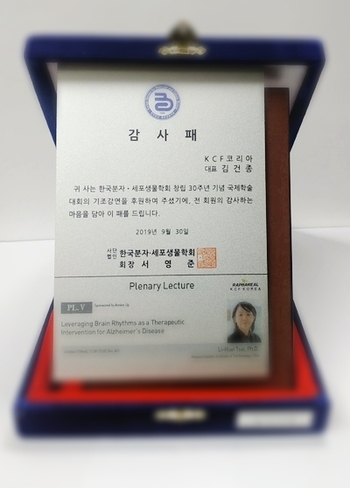 감 사 패
KCF코리아
대표 김 건 종
귀 사는 한국분자 · 세포생물학회 창립 30주년 기념 국제학술
대회의 기조강연을 후원하여 주셨기에, 전 회원의 감사하는
마음을 담아 이 패를 드립니다.
2019년 9월 30일
사단법인 한국분자·세포생물학회
회장 서 영 준
Plenary Lecture
KCF KOREA
PL. V
Leveraging Brain Rhythms as a Therapeutic
Intervention for Alzheimer's Disease